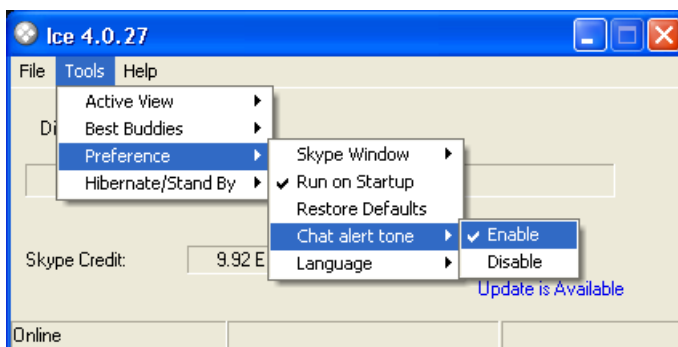 Ice 4.0.27
File Tools Help
Active View
Di
Best Buddies
Preference
Skype Window
Hibernate/Stand By
Run on Startup
Restore Defaults
Chat alert tone
Enable
Skype Credit:
9.92 E
Language
Disable
Update is Available
Online